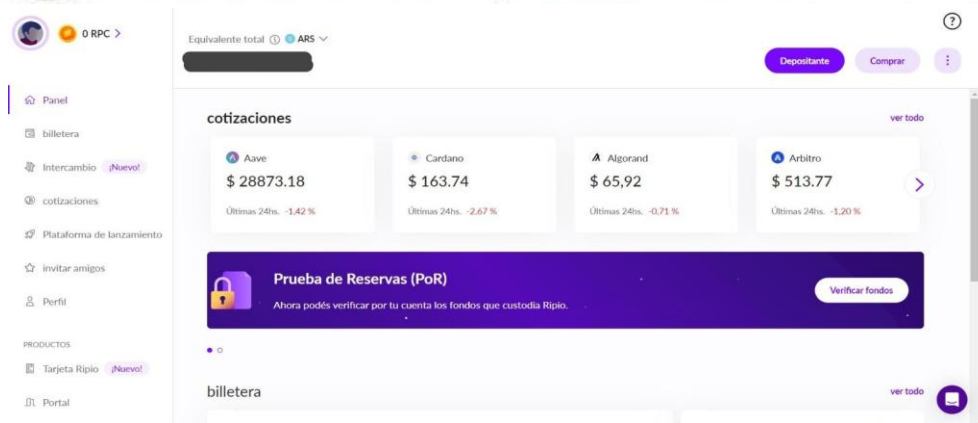 0 RPC >
Panel
billetera
Intercambio ¡Nuevo!
cotizaciones
Plataforma de lanzamiento
invitar amigos
Perfil
PRODUCTOS
Tarjeta Ripio ¡Nuevo!
Portal
Equivalente total ARS
Depositante
Comprar
cotizaciones
ver todo
Aave
$ 28873.18
Últimas 24hs. -1,42 %
Cardano
$ 163.74
Últimas 24hs. -2,67 %
Algorand
$ 65,92
Últimas 24hs. -0,71 %
Arbitro
$ 513.77
Últimas 24hs. -1,20 %
Prueba de Reservas (PoR)
Ahora podés verificar por tu cuenta los fondos que custodia Ripio.
Verificar fondos
billetera
ver todo